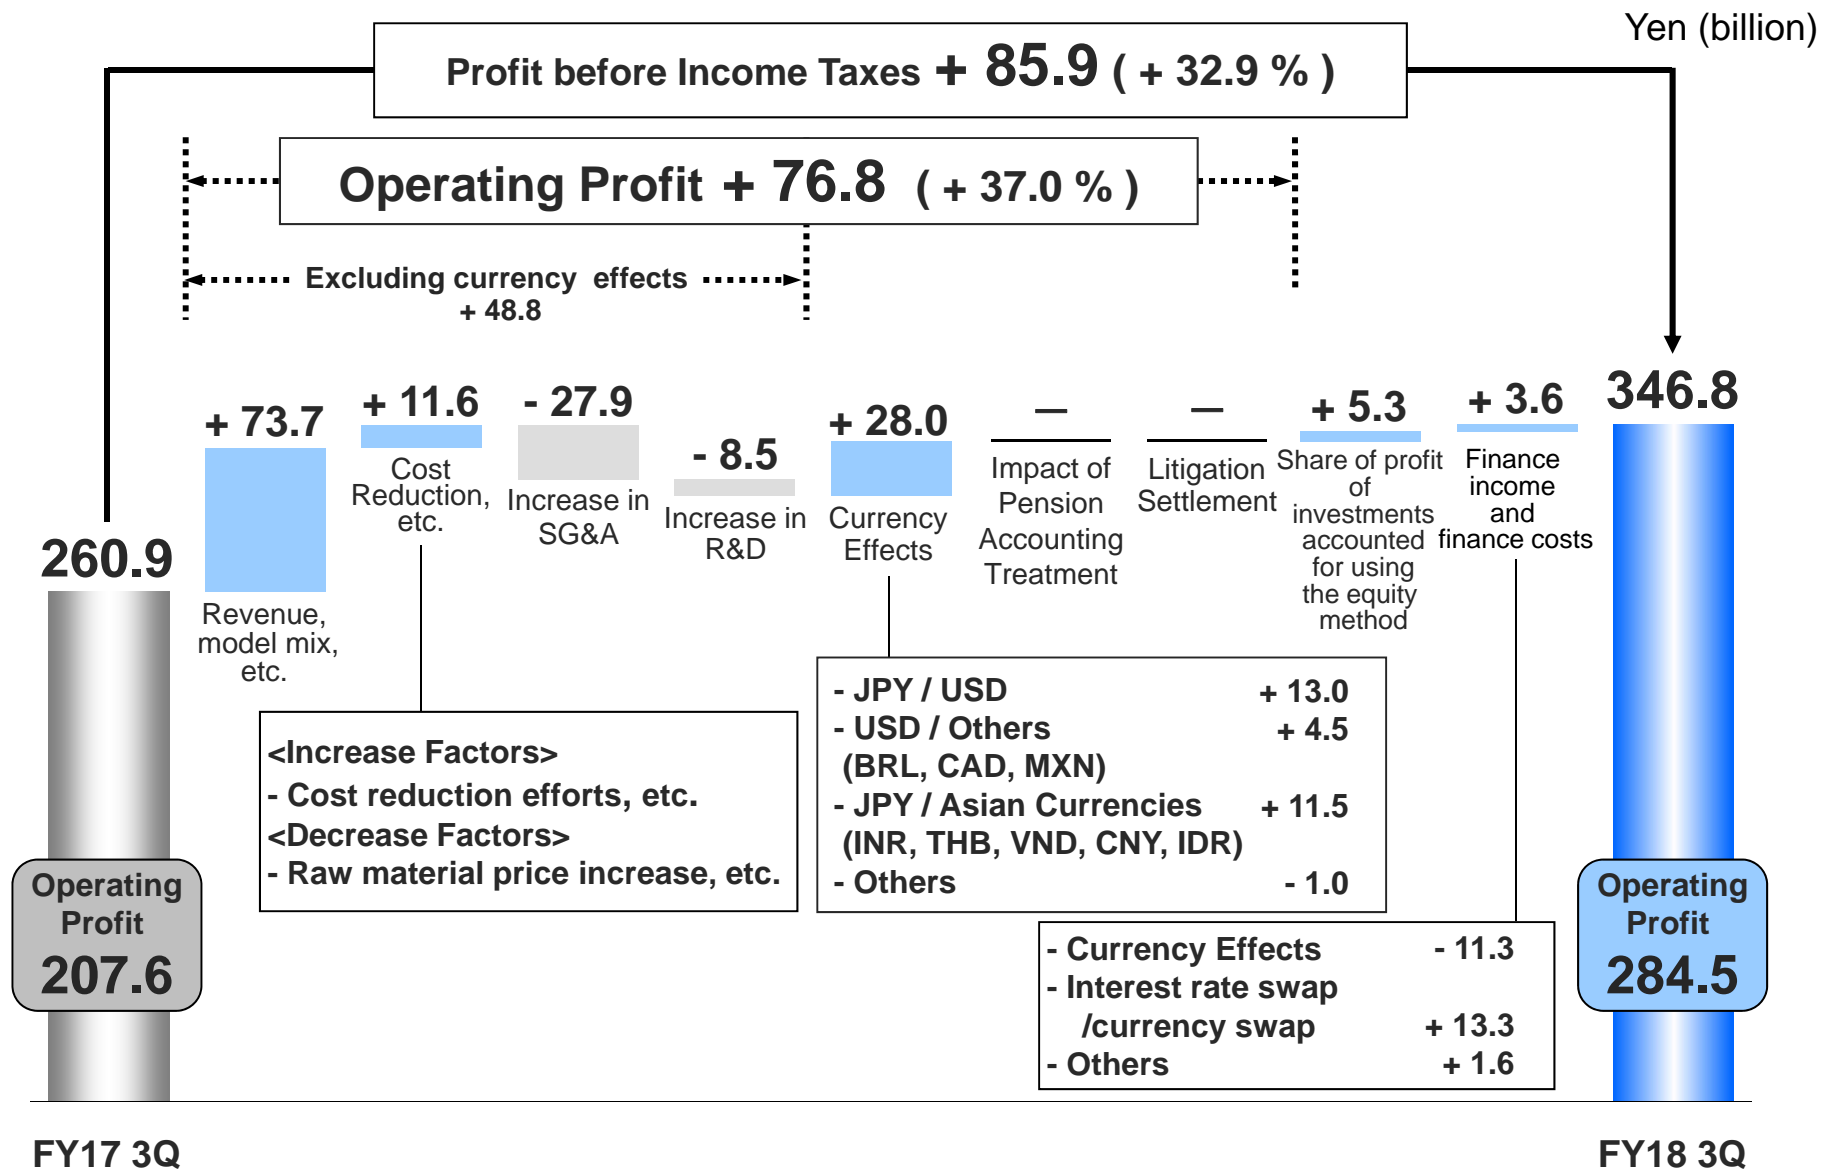 Yen (billion)
Profit before Income Taxes + 85.9 ( + 32.9 % )
Operating Profit + 76.8 ( + 37.0 % )
Excluding currency effects
+ 48.8
260.9
+ 73.7
Revenue,
model mix,
etc.
+ 11.6
Cost
Reduction,
etc.
- 27.9
Increase in
SG&A
- 8.5
Increase in
R&D
+ 28.0
Currency
Effects
—
Impact of
Pension
Accounting
Treatment
—
Litigation
Settlement
+ 5.3
Share of profit
of
investments
accounted
for using
the equity
method
+ 3.6
Finance
income
and
finance costs
346.8
<Increase Factors>
- Cost reduction efforts, etc.
<Decrease Factors>
- Raw material price increase, etc.
- JPY / USD + 13.0
- USD / Others + 4.5
(BRL, CAD, MXN)
- JPY / Asian Currencies + 11.5
(INR, THB, VND, CNY, IDR)
- Others - 1.0
- Currency Effects - 11.3
- Interest rate swap
/currency swap + 13.3
- Others + 1.6
Operating
Profit
207.6
Operating
Profit
284.5
FY17 3Q
FY18 3Q